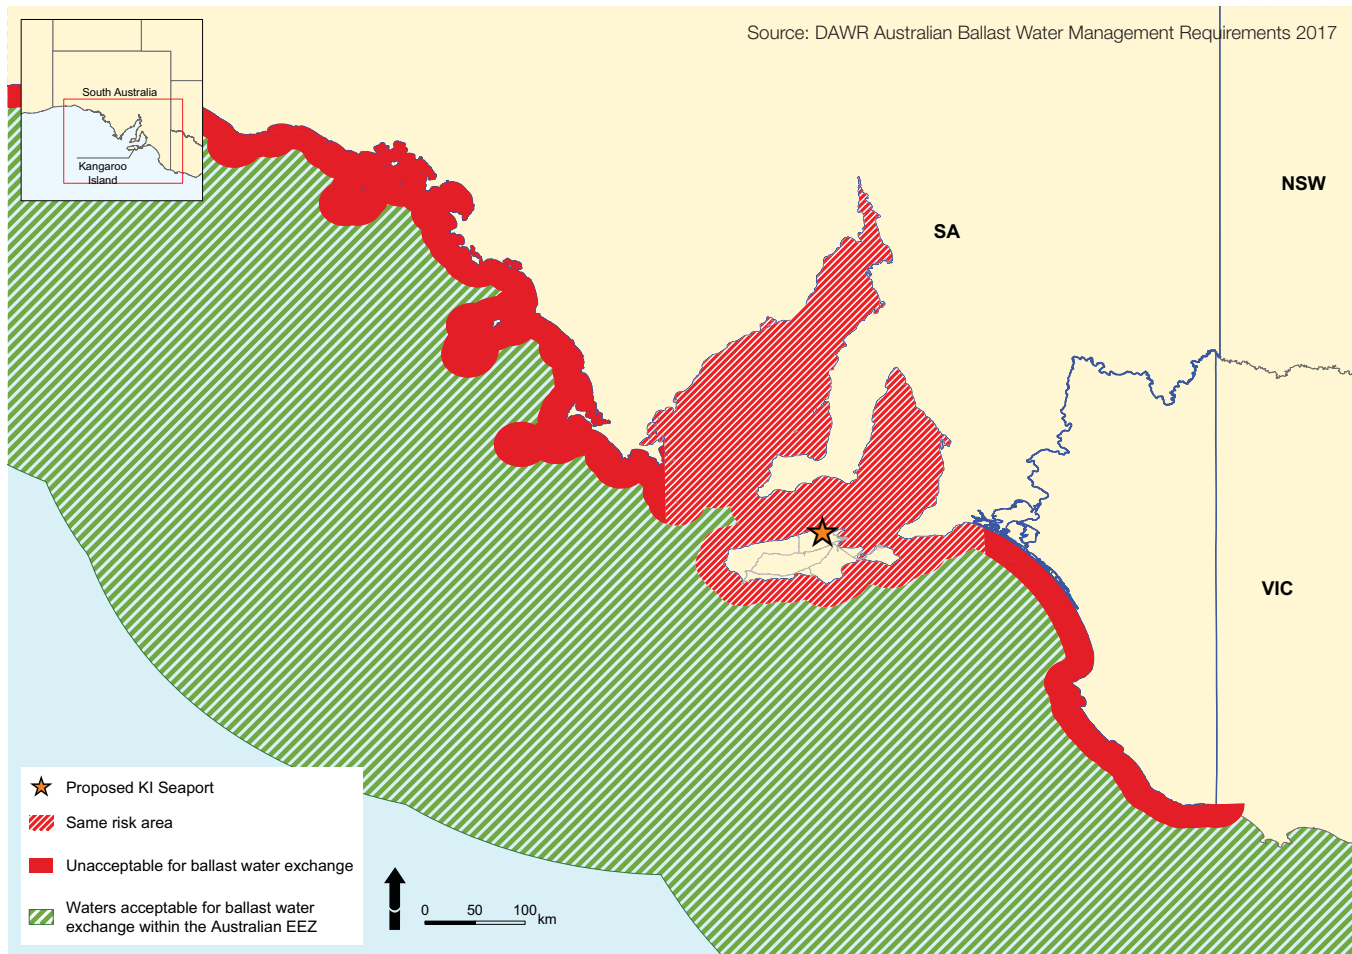 Source: DAWR Australian Ballast Water Management Requirements 2017
South Australia
Kangaroo
Island
NSW
SA
VIC
Proposed KI Seaport
Same risk area
Unacceptable for ballast water exchange
Waters acceptable for ballast water
exchange within the Australian EEZ
0 50 100
km